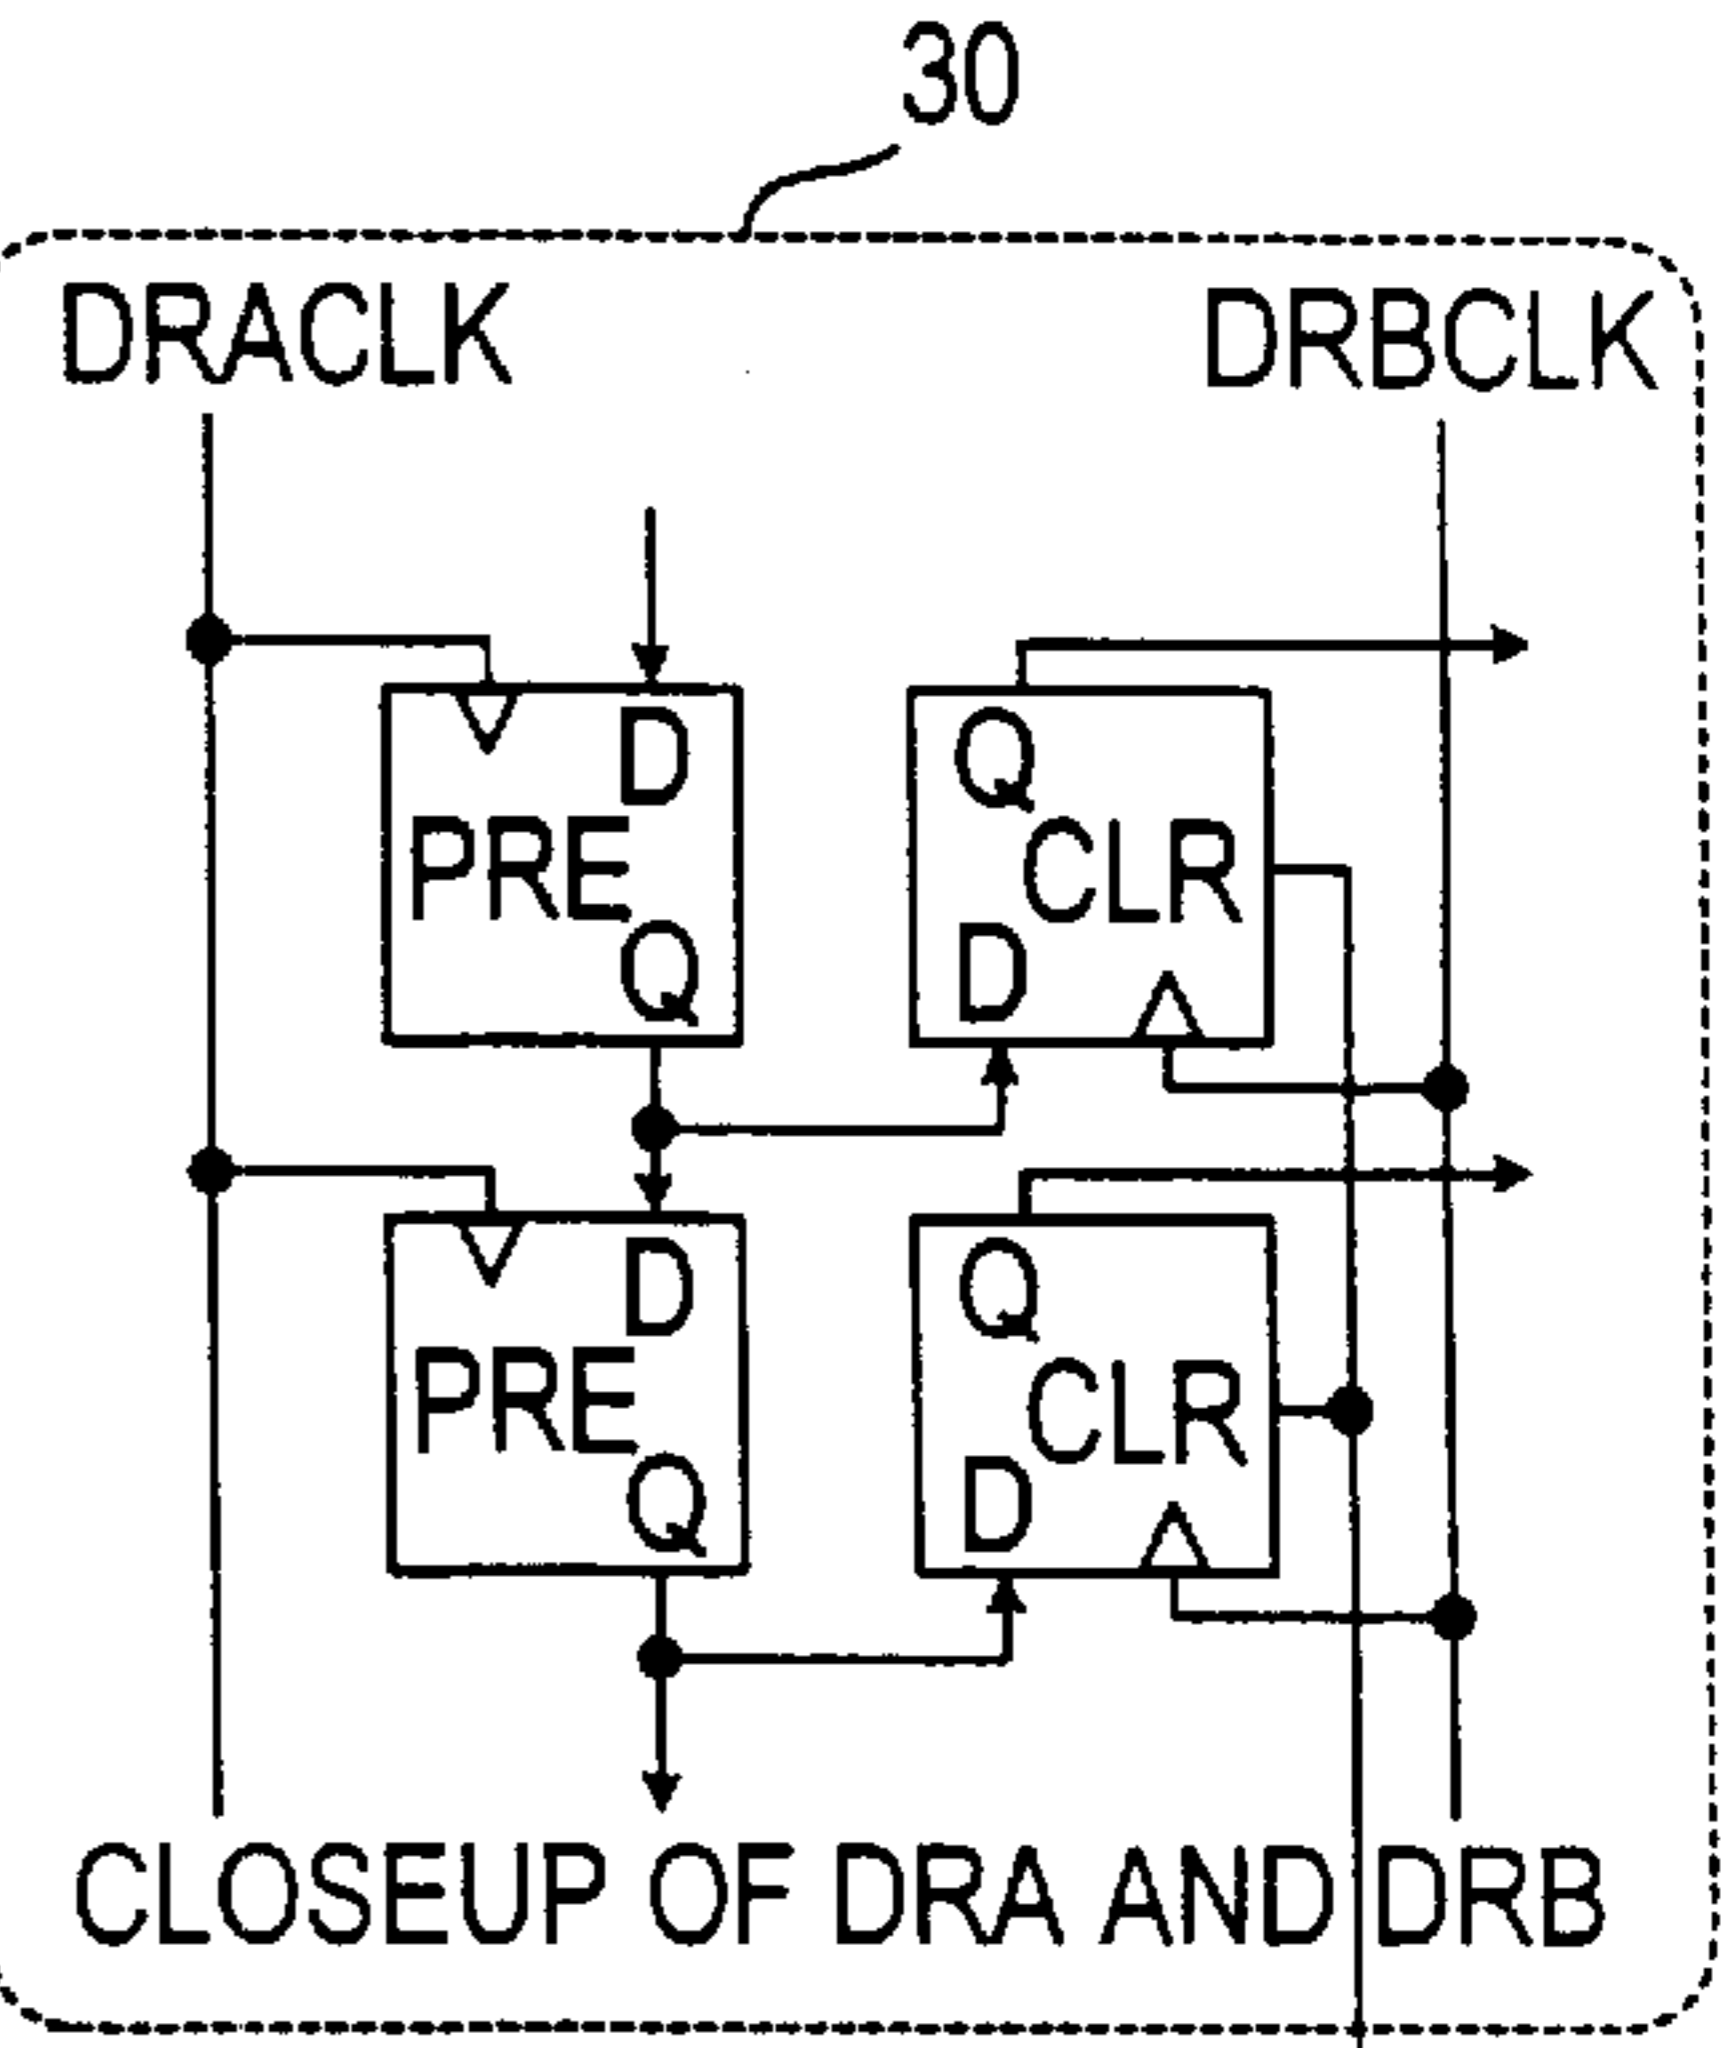 30
DRACLK DRBCLK
D Q
PRE CLR
Q D
D Q
PRE CLR
Q D
CLOSEUP OF DRA AND DRB